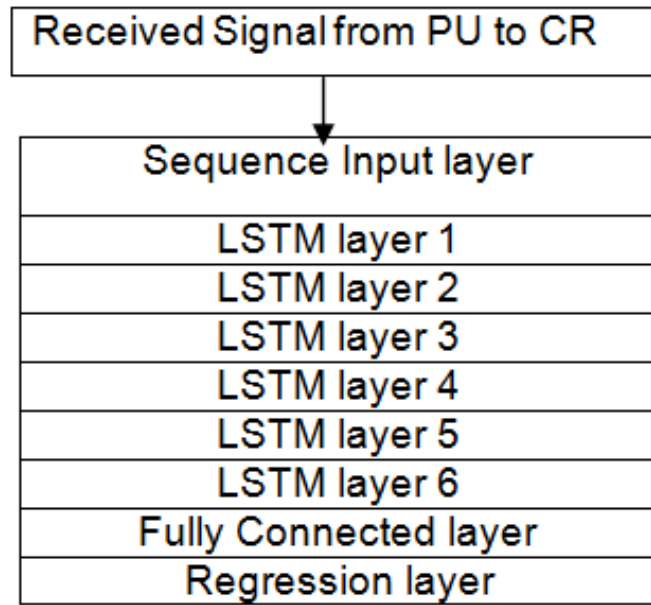 Received Signal from PU to CR
Sequence Input layer
LSTM layer 1
LSTM layer 2
LSTM layer 3
LSTM layer 4
LSTM layer 5
LSTM layer 6
Fully Connected layer
Regression layer